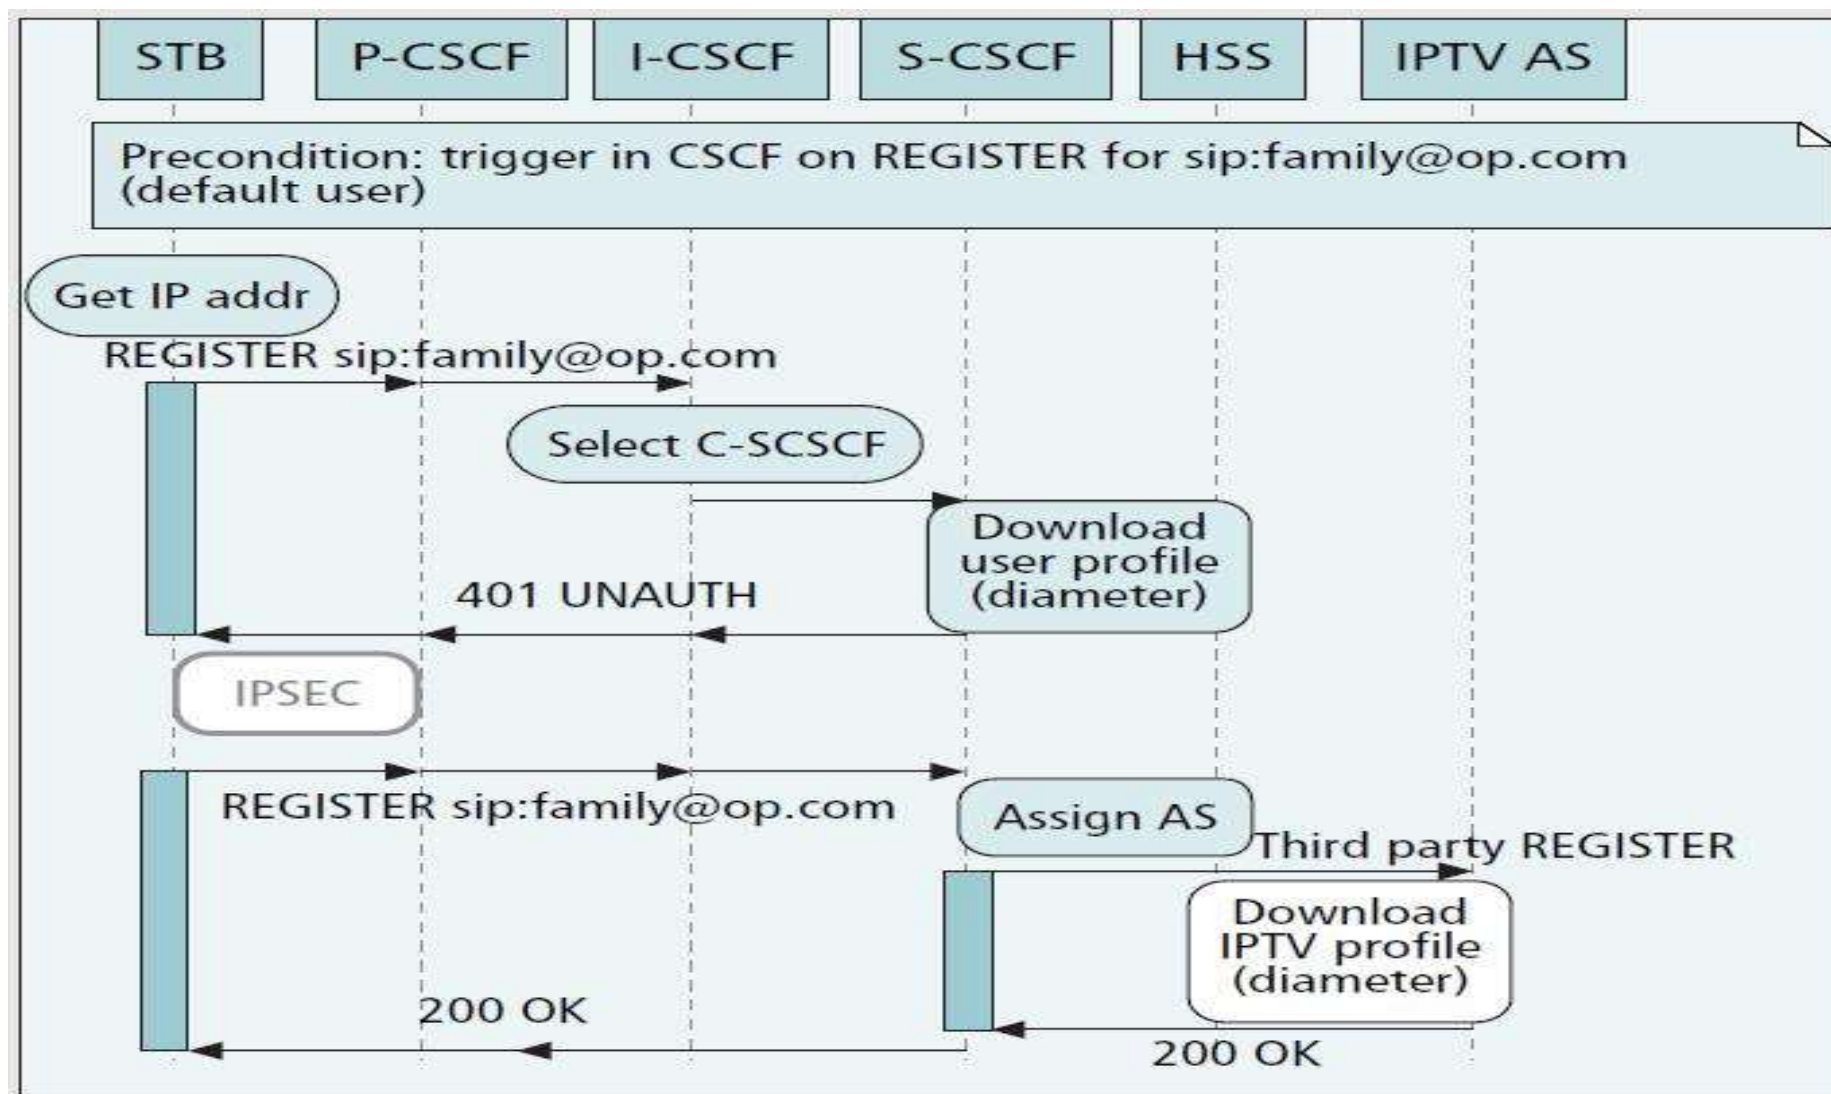 STB
P-CSCF
I-CSCF
S-CSCF
HSS
IPTV AS
Precondition: trigger in CSCF on REGISTER for sip:family@op.com
(default user)
Get IP addr
REGISTER sip:family@op.com
Select C-SCSCF
Download
user profile
(diameter)
401 UNAUTH
IPSEC
REGISTER sip:family@op.com
Assign AS
Third party REGISTER
Download
IPTV profile
(diameter)
200 OK
200 OK